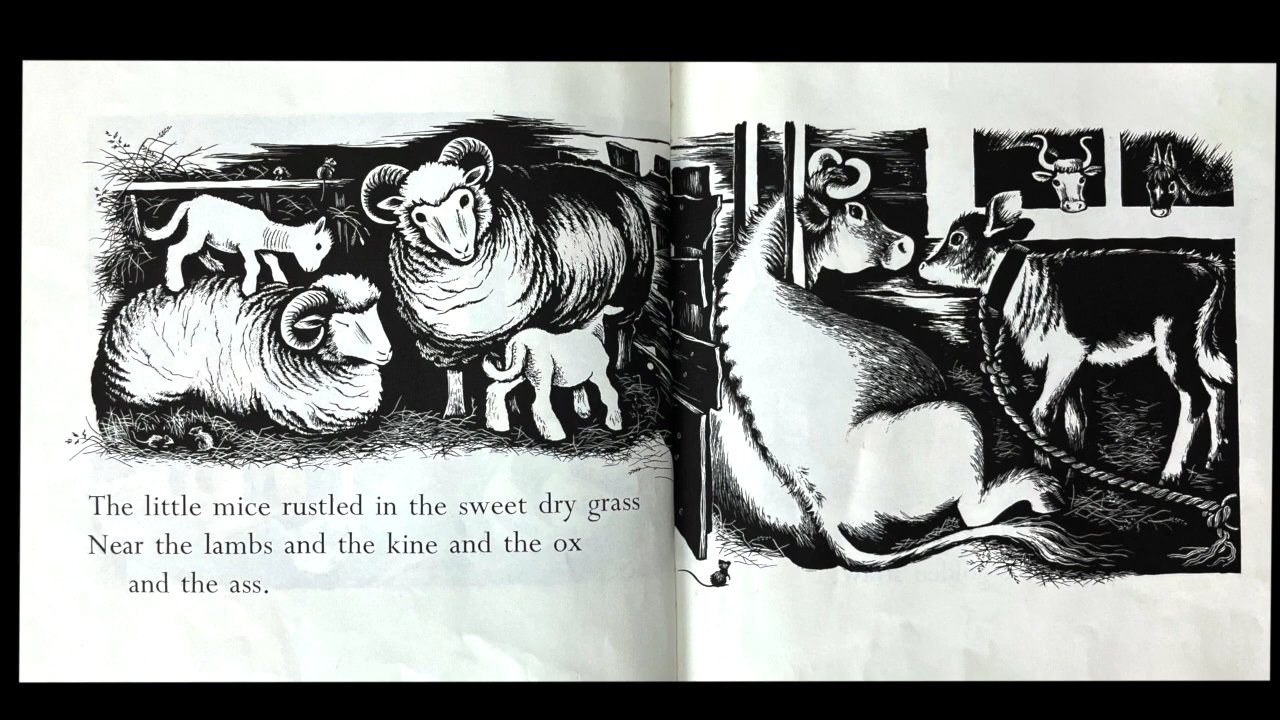 The little mice rustled in the sweet dry grass
Near the lambs and the kine and the ox
and the ass.